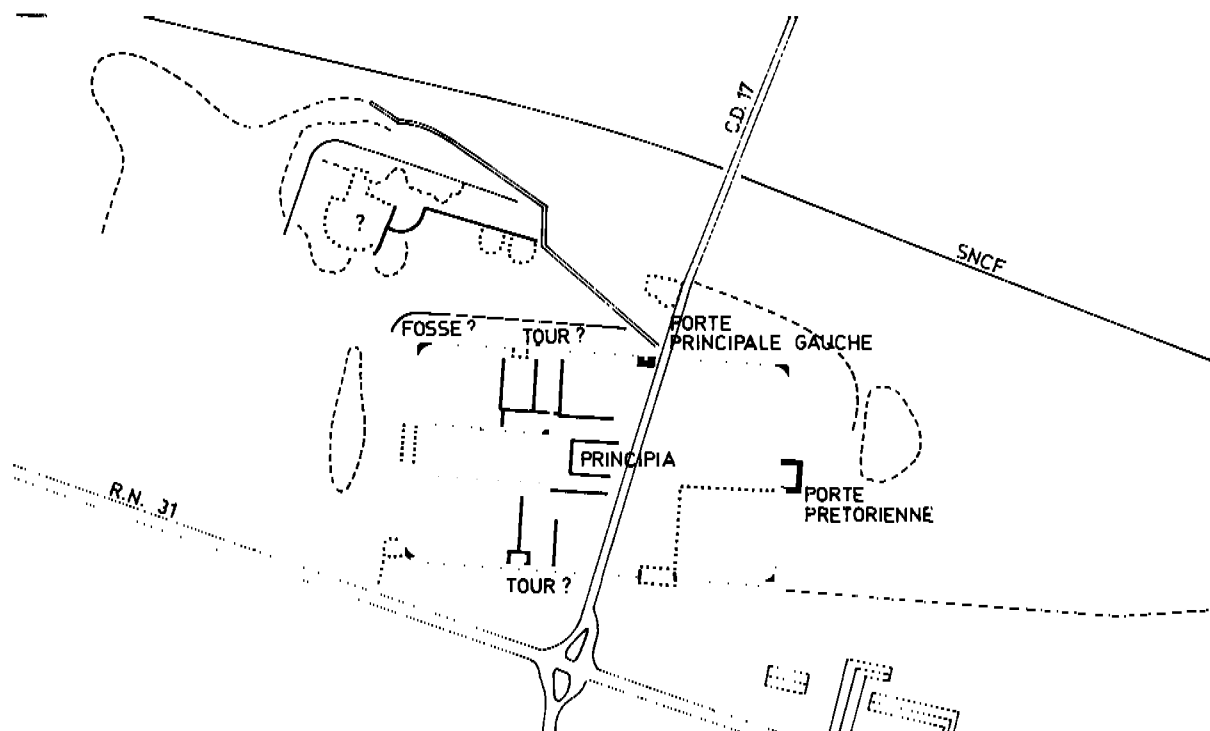 C.D. 17
SNCF
?
FOSSE ?
TOUR ?
PORTE
PRINCIPALE GAUCHE
PRINCIPIA
R.N. 31
PORTE
PRETORIENNE
TOUR ?